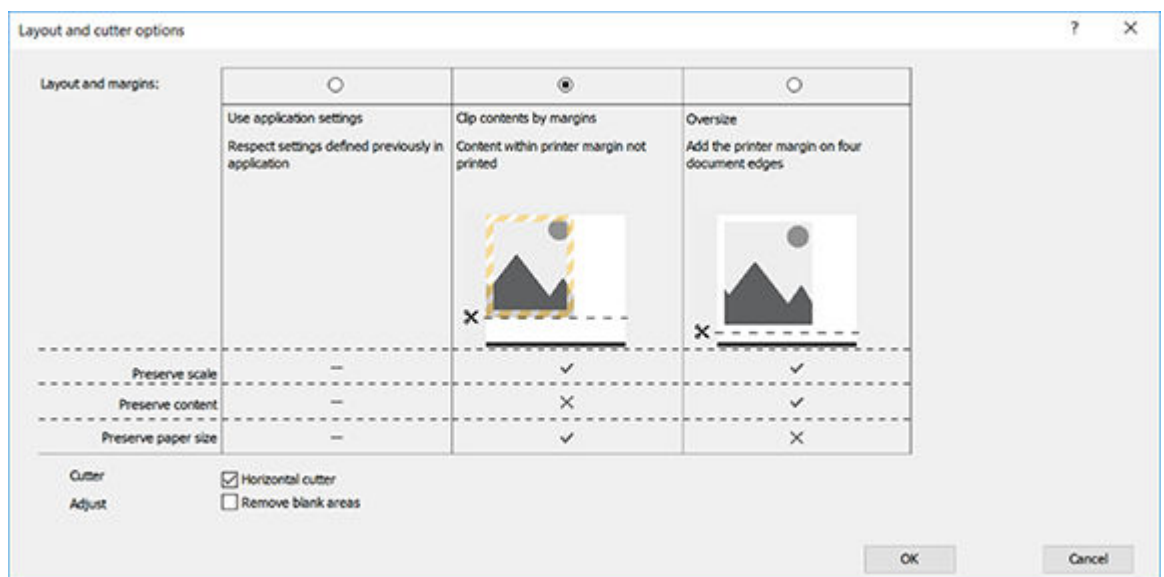 Layout and cutter options
?
Layout and margins:
Use application settings
Clip contents by margins
Oversize
Respect settings defined previously in
application
Content within printer margin not
printed
Add the printer margin on four
document edges
Preserve scale
Preserve content
Preserve paper size
Cutter
Horizontal cutter
Adjust
Remove blank areas
OK
Cancel